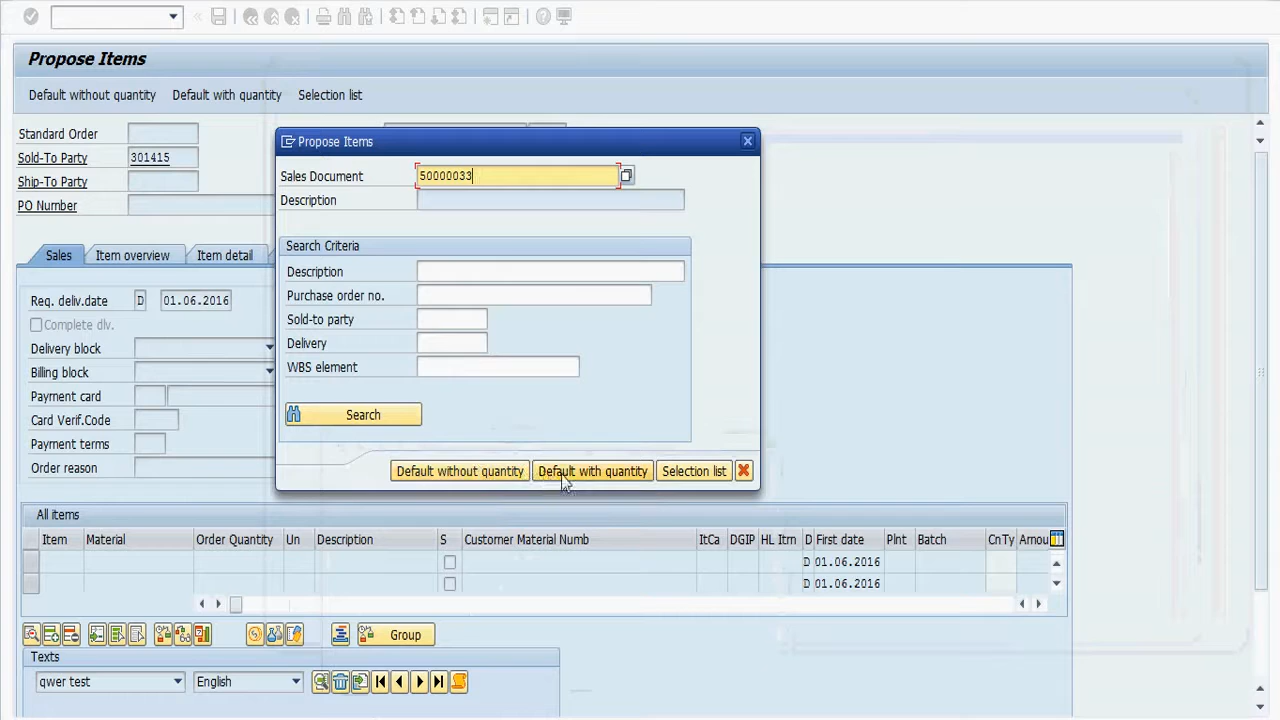 Propose Items
Default without quantity Default with quantity Selection list
Standard Order
Sold-To Party 301415
Ship-To Party
PO Number
Propose Items
Sales Document 50000033
Description
Search Criteria
Description
Purchase order no.
Sold-to party
Delivery
WBS element
Search
Default without quantity Default with quantity Selection list
Sales Item overview Item detail
Req. deliv.date D 01.06.2016
Complete dlv.
Delivery block
Billing block
Payment card
Card Verif.Code
Payment terms
Order reason
All items
Item Material Order Quantity Un Description S Customer Material Numb ItCa DGIP HL Itm D First date Plnt Batch CnTy Amou
D 01.06.2016
D 01.06.2016
Group
Texts
qwer test English